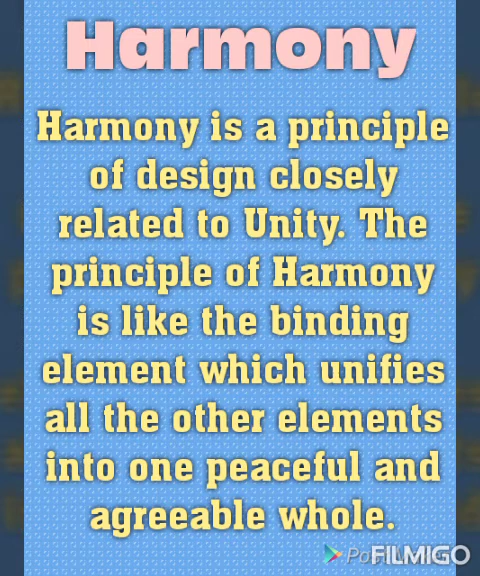 Harmony
Harmony is a principle
of design closely
related to Unity. The
principle of Harmony
is like the binding
element which unifies
all the other elements
into one peaceful and
agreeable whole.
FILMIGO